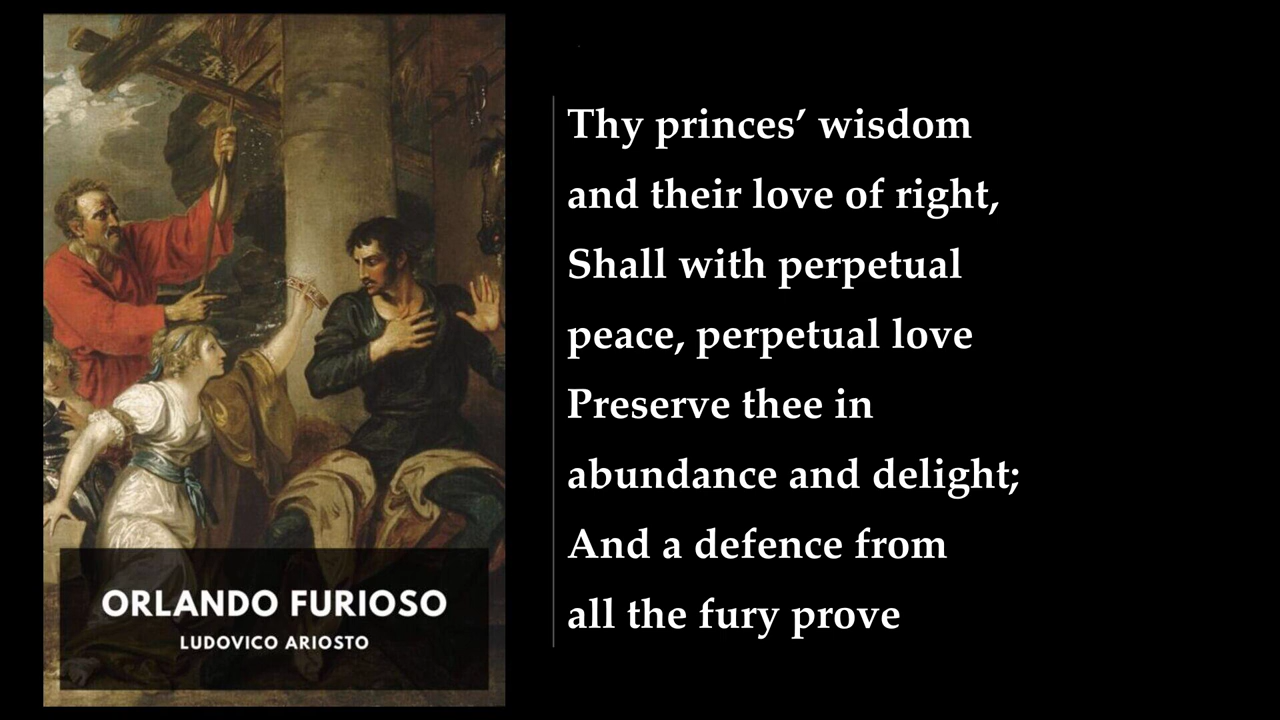 Thy princes’ wisdom
and their love of right,
Shall with perpetual
peace, perpetual love
Preserve thee in
abundance and delight;
And a defence from
all the fury prove
ORLANDO FURIOSO
LUDOVICO ARIOSTO